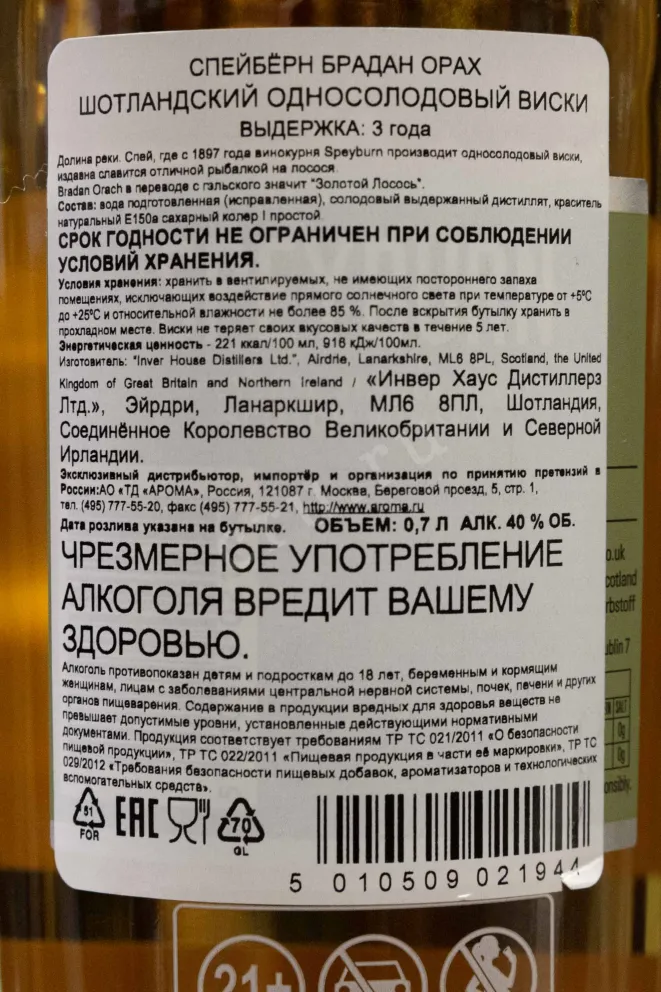 СПЕЙБЁРН БРАДАН ОРАХ
ШОТЛАНДСКИЙ ОДНОСОЛОДОВЫЙ ВИСКИ
ВЫДЕРЖКА: 3 года
Долина реки. Спей, где с 1897 года винокурня Speyburn производит односолодовый виски,
издавна славится отличной рыбалкой на лосося.
Bradan Orach в переводе с гэльского значит "Золотой Лосось".
Состав: вода подготовленная (исправленная), солодовый выдержанный дистиллят, краситель
натуральный Е150а сахарный колер I простой.
СРОК ГОДНОСТИ НЕ ОГРАНИЧЕН ПРИ СОБЛЮДЕНИИ
УСЛОВИЙ ХРАНЕНИЯ.
Условия хранения: хранить в вентилируемых, не имеющих постороннего запаха
помещениях, исключающих воздействие прямого солнечного света при температуре от +5ºС
до +25ºС и относительной влажности не более 85 %. После вскрытия бутылку хранить в
прохладном месте. Виски не теряет своих вкусовых качеств в течение 5 лет.
Энергетическая ценность - 221 ккал/100 мл, 916 кДж/100мл.
Изготовитель: "Inver House Distillers Ltd.", Airdrie, Lanarkshire, ML6 8PL, Scotland, the United
Kingdom of Great Britain and Northern Ireland / «Инвер Хаус Дистиллерз
Лтд.», Эйрдри, Ланаркшир, МЛ6 8ПЛ, Шотландия,
Соединённое Королевство Великобритании и Северной
Ирландии.
Эксклюзивный дистрибьютор, импортёр и организация по принятию претензий в
России:АО «ТД «АРОМА», Россия, 121087 г. Москва, Береговой проезд, 5, стр. 1,
тел. (495) 777-55-20, факс (495) 777-55-21, http://www.aroma.ru
Дата розлива указана на бутылке. ОБЪЕМ: 0,7 Л АЛК. 40 % ОБ.
ЧРЕЗМЕРНОЕ УПОТРЕБЛЕНИЕ
АЛКОГОЛЯ ВРЕДИТ ВАШЕМУ
ЗДОРОВЬЮ.
Алкоголь противопоказан детям и подросткам до 18 лет, беременным и кормящим
женщинам, лицам с заболеваниями центральной нервной системы, почек, печени и других
органов пищеварения. Содержание в продукции вредных для здоровья веществ не
превышает допустимые уровни, установленные действующими нормативными
документами. Продукция соответствует требованиям ТР ТС 021/2011 «О безопасности
пищевой продукции», ТР ТС 022/2011 «Пищевая продукция в части её маркировки», ТР ТС
029/2012 «Требования безопасности пищевых добавок, ароматизаторов и технологических
вспомогательных средств».
51
FOR
EAC
70
GL
5 010509 021944
o.uk
cotland
rbstoff
ublin 7
SALT
0g
0g
onsibly.
21+